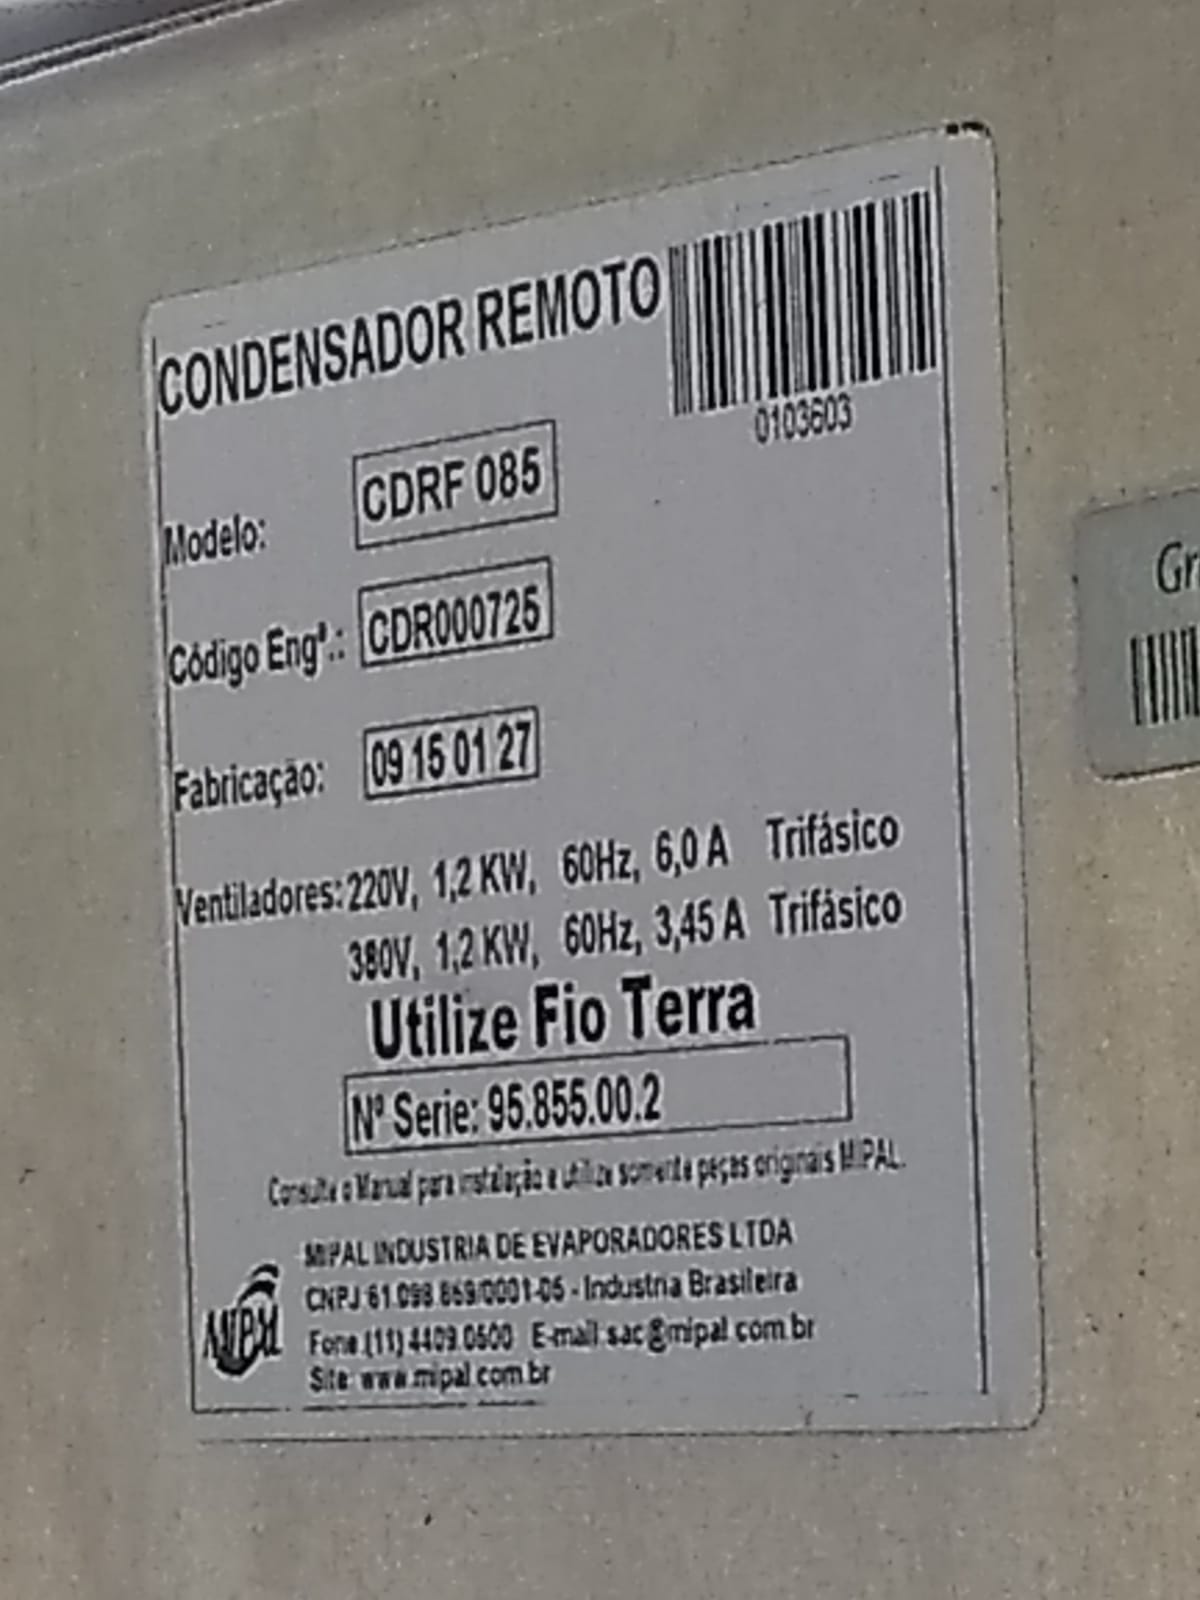 CONDENSADOR REMOTO
0103603
Modelo: CDRF 085
Código Engª.: CDR000725
Fabricação: 09 15 01 27
Ventiladores: 220V, 1,2 KW, 60Hz, 6,0 A Trifásico
380V, 1,2 KW, 60Hz, 3,45 A Trifásico
Utilize Fio Terra
Nº Serie: 95.855.00.2
Consulte o Manual para instalação e utilize somente peças originais MIPAL.
MIPAL INDUSTRIA DE EVAPORADORES LTDA
CNPJ 61.098.869/0001-05 - Industria Brasileira
Fone.(11) 4409.0500 E-mail sac@mipal.com.br
Site www.mipal.com.br
MIPAL
Gr